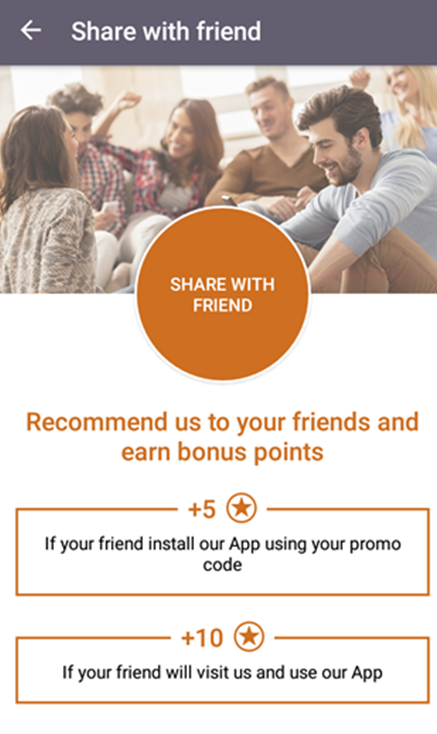 Share with friend
SHARE WITH
FRIEND
Recommend us to your friends and
earn bonus points
+5
If your friend install our App using your promo
code
+10
If your friend will visit us and use our App